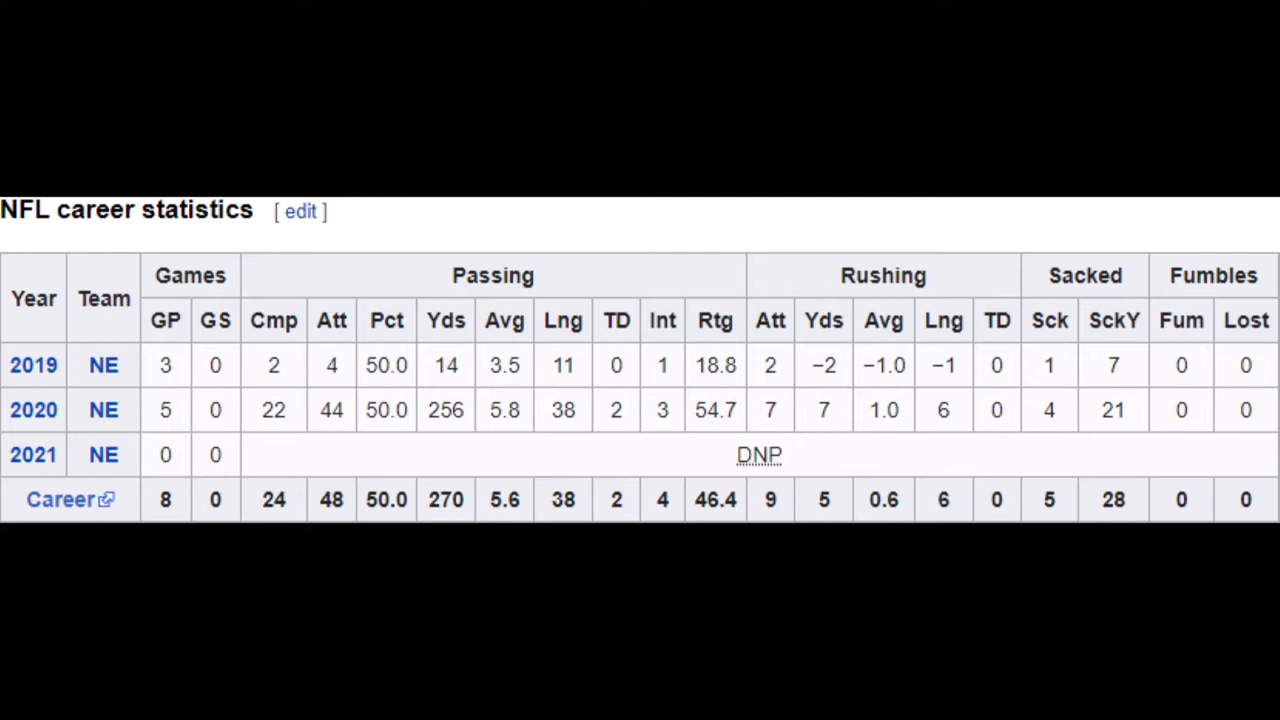 NFL career statistics [ edit ]
Year Team Games Passing Rushing Sacked Fumbles
GP GS Cmp Att Pct Yds Avg Lng TD Int Rtg Att Yds Avg Lng TD Sck SckY Fum Lost
2019 NE 3 0 2 4 50.0 14 3.5 11 0 1 18.8 2 −2 −1.0 −1 0 1 7 0 0
2020 NE 5 0 22 44 50.0 256 5.8 38 2 3 54.7 7 7 1.0 6 0 4 21 0 0
2021 NE 0 0 DNP
Career 8 0 24 48 50.0 270 5.6 38 2 4 46.4 9 5 0.6 6 0 5 28 0 0